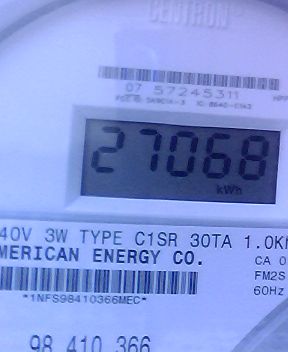 CENTRON
07 57245311
27068
kWh
40V 3W TYPE C1SR 30TA 1.0K
MERICAN ENERGY CO.
CA 0
FM2S
60Hz
*1NFS98410366MEC*
98 410 366